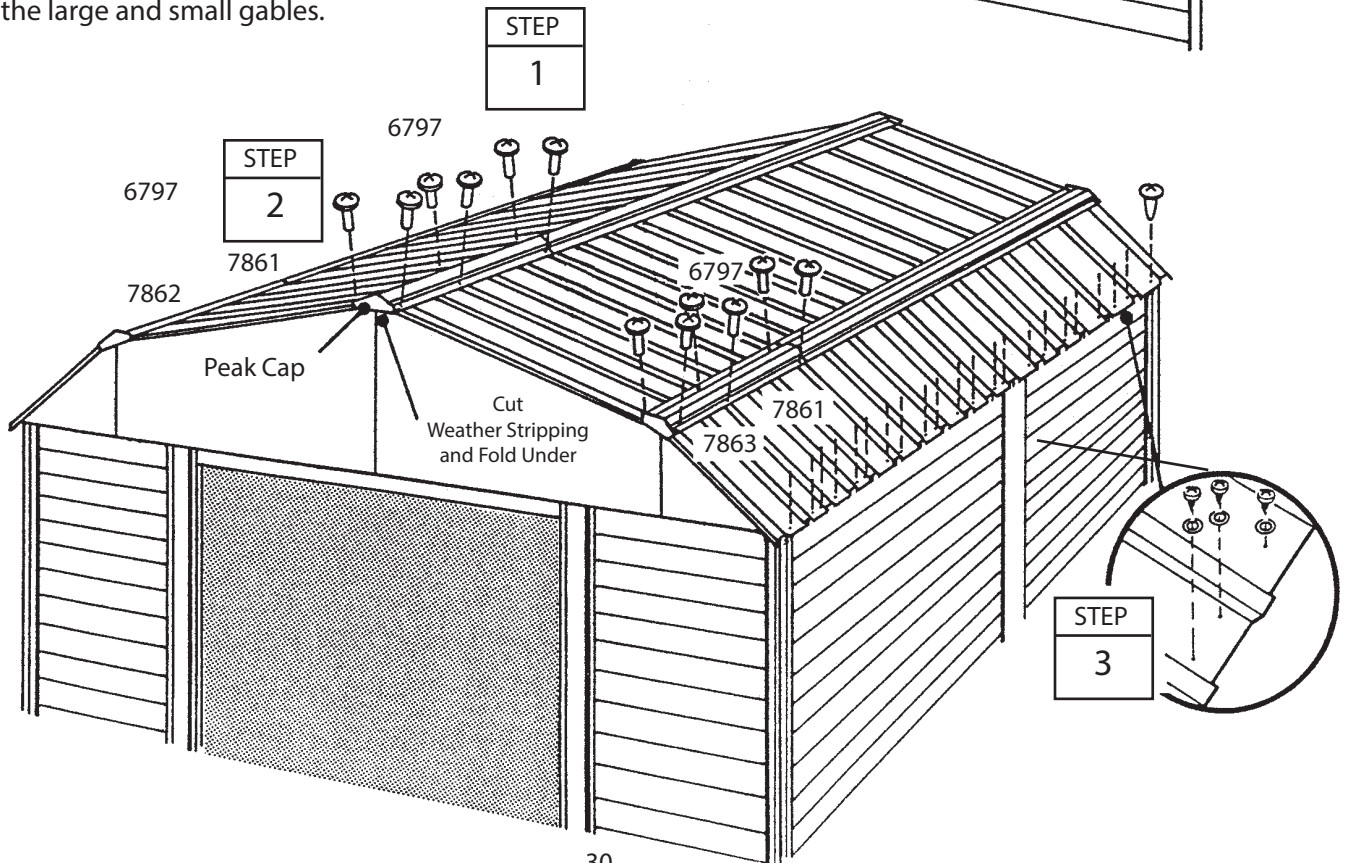 the large and small gables.
STEP
1
6797
STEP
2
6797
7861
7862
6797
Peak Cap
Cut
Weather Stripping
and Fold Under
7861
7863
STEP
3
30